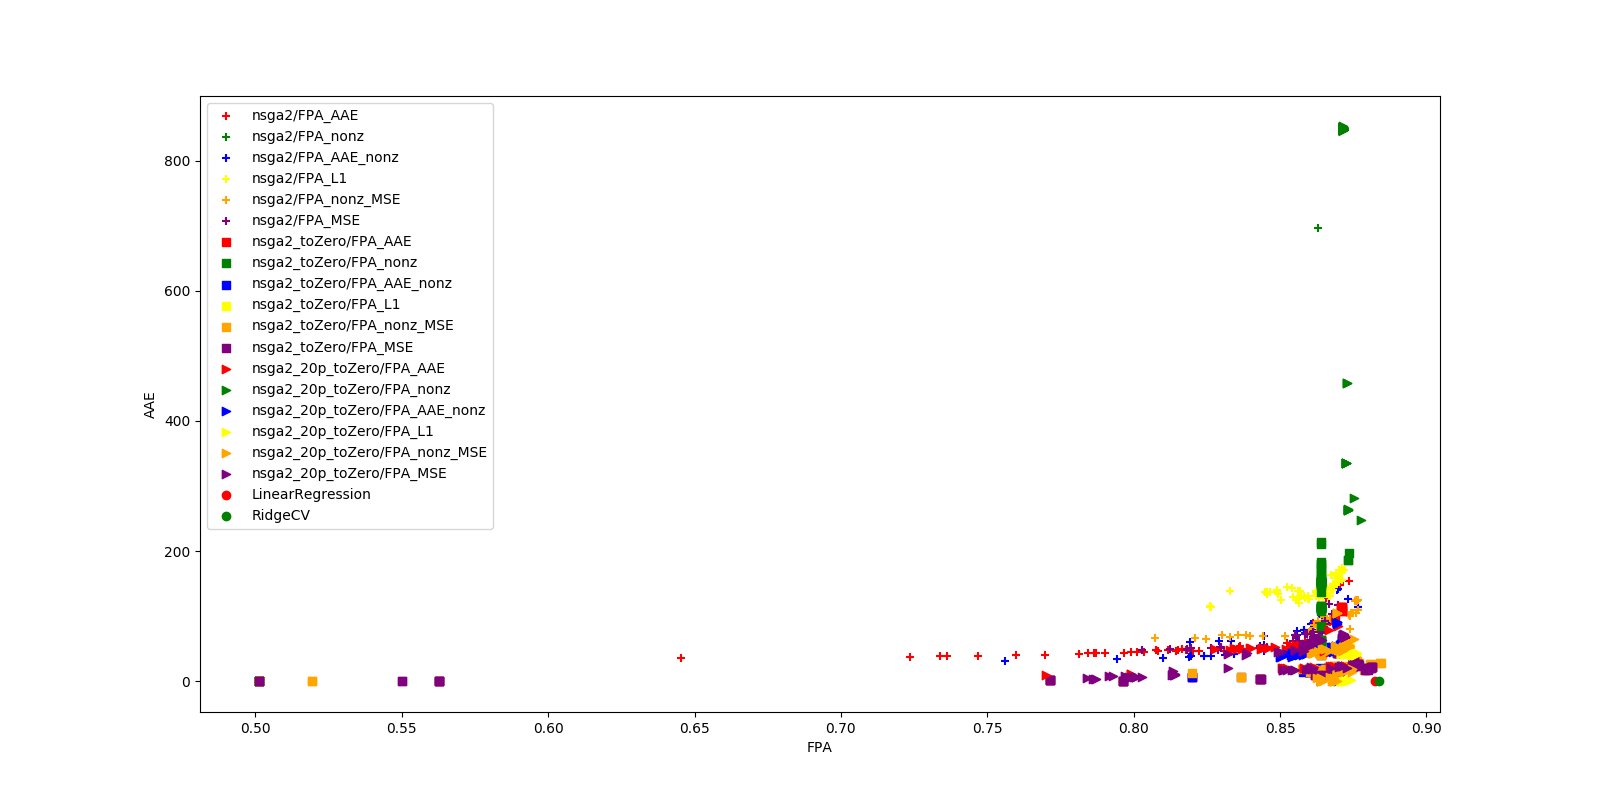 800
600
400
200
0
AAE
nsga2/FPA_AAE
nsga2/FPA_nonz
nsga2/FPA_AAE_nonz
nsga2/FPA_L1
nsga2/FPA_nonz_MSE
nsga2/FPA_MSE
nsga2_toZero/FPA_AAE
nsga2_toZero/FPA_nonz
nsga2_toZero/FPA_AAE_nonz
nsga2_toZero/FPA_L1
nsga2_toZero/FPA_nonz_MSE
nsga2_toZero/FPA_MSE
nsga2_20p_toZero/FPA_AAE
nsga2_20p_toZero/FPA_nonz
nsga2_20p_toZero/FPA_AAE_nonz
nsga2_20p_toZero/FPA_L1
nsga2_20p_toZero/FPA_nonz_MSE
nsga2_20p_toZero/FPA_MSE
LinearRegression
RidgeCV
0.50 0.55 0.60 0.65 0.70 0.75 0.80 0.85 0.90
FPA